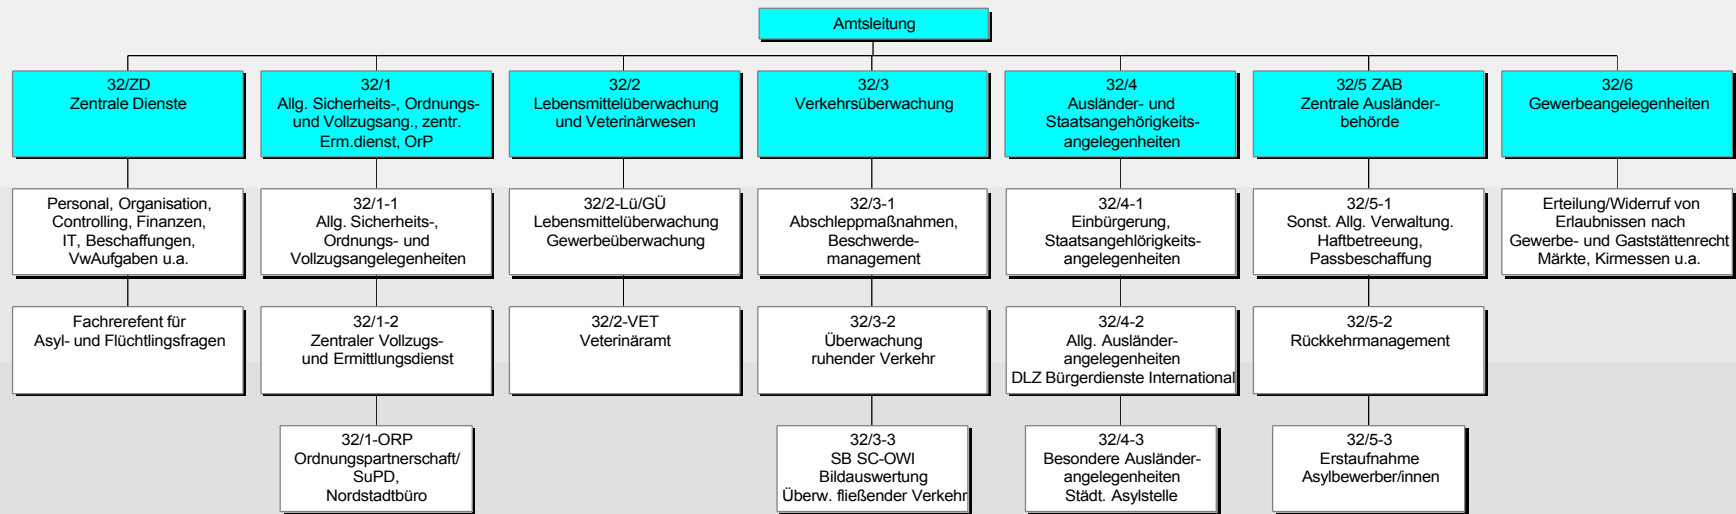 Amtsleitung
32/ZD
Zentrale Dienste
32/1
Allg. Sicherheits-, Ordnungs-
und Vollzugsang., zentr.
Erm.dienst, OrP
32/2
Lebensmittelüberwachung
und Veterinärwesen
32/3
Verkehrsüberwachung
32/4
Ausländer- und
Staatsangehörigkeits-
angelegenheiten
32/5 ZAB
Zentrale Ausländer-
behörde
32/6
Gewerbeangelegenheiten
Personal, Organisation,
Controlling, Finanzen,
IT, Beschaffungen,
VwAufgaben u.a.
32/1-1
Allg. Sicherheits-,
Ordnungs- und
Vollzugsangelegenheiten
32/2-Lü/GÜ
Lebensmittelüberwachung
Gewerbeüberwachung
32/3-1
Abschleppmaßnahmen,
Beschwerde-
management
32/4-1
Einbürgerung,
Staatsangehlörigkeits-
angelegenheiten
32/5-1
Sonst. Allg. Verwaltung.
Haftbetreeung,
Passbeschaffung
Erteilung/Widerruf von
Erlaubnissen nach
Gewerbe- und Gaststättenrecht
Märkte, Kirmessen u.a.
Fachrerefent für
Asyl- und Flüchtlingsfragen
32/1-2
Zentraler Vollzugs-
und Ermittlungsdienst
32/2-VET
Veterinäramt
32/3-2
Überwachung
ruhender Verkehr
32/4-2
Allg. Ausländer-
angelegenheiten
DLZ Bürgerdienste International
32/5-2
Rückkehrmanagement
32/1-ORP
Ordnungspartnerschaft/
SuPD,
Nordstadtbüro
32/3-3
SB SC-OWI
Bildauswertung
Überw. fließender Verkehr
32/4-3
Besondere Ausländer-
angelegenheiten
Städt. Asylstelle
32/5-3
Erstaufnahme
Asylbewerber/innen